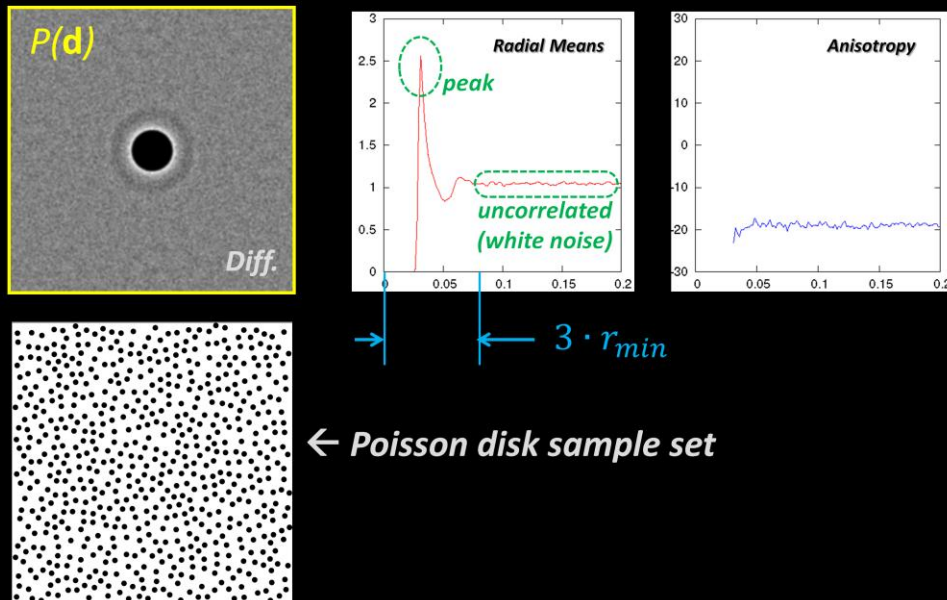 P(d)
Diff.
3
2.5
2
1.5
1
0.5
0
0 0.05 0.1 0.15 0.2
Radial Means
peak
uncorrelated
(white noise)
30
20
10
0
-10
-20
-30
0 0.05 0.1 0.15 0.2
Anisotropy
3 · rmin
← Poisson disk sample set